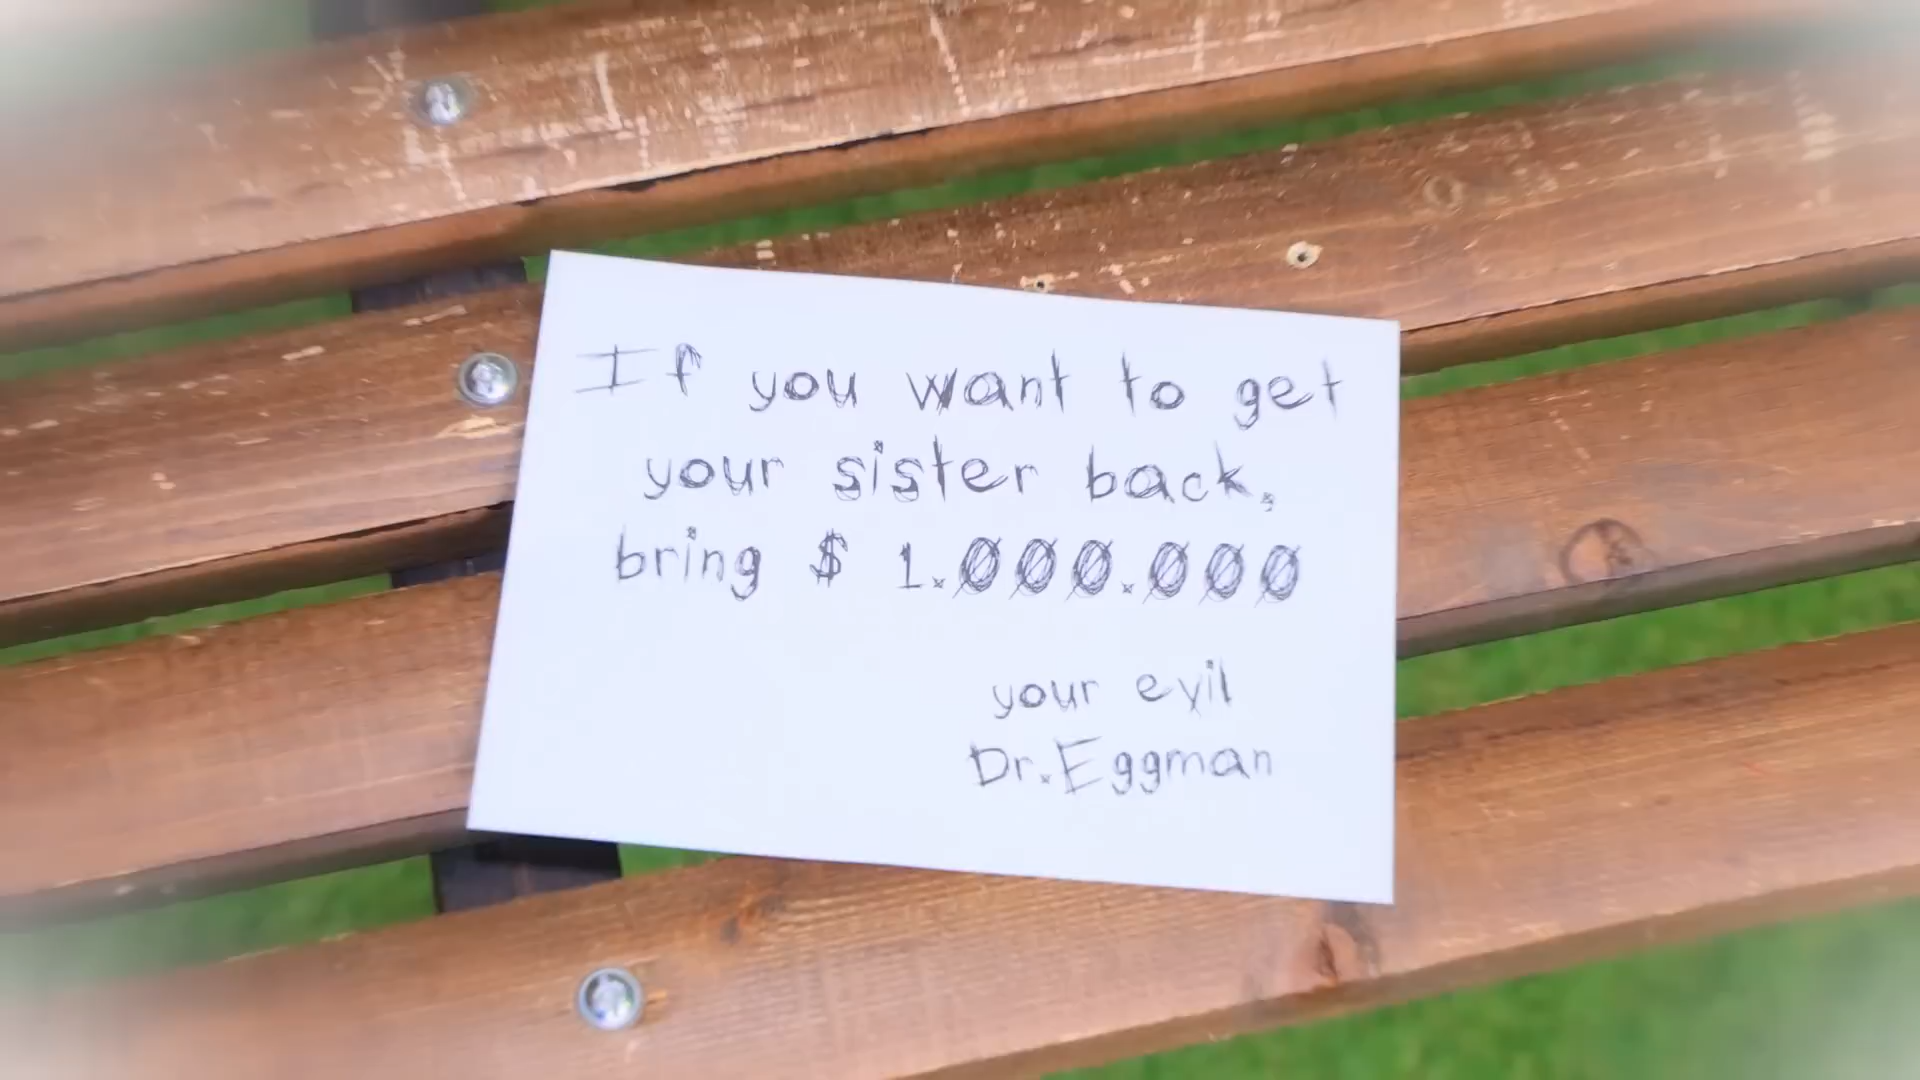 If you want to get
your sister back,
bring $ 1.000.000
your evil
Dr.Eggman